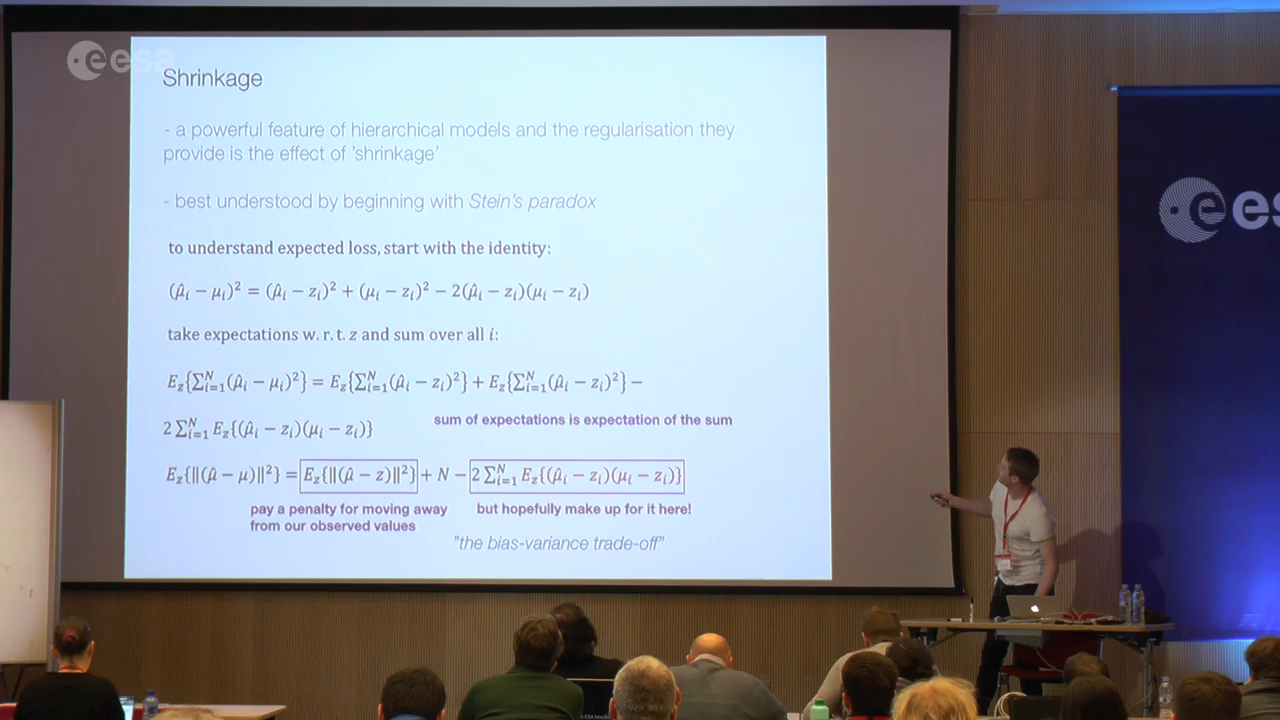 eesa
Shrinkage
- a powerful feature of hierarchical models and the regularisation they
provide is the effect of 'shrinkage'
- best understood by beginning with Stein's paradox
to understand expected loss, start with the identity:
(μ̂ᵢ − μᵢ)² = (μ̂ᵢ − zᵢ)² + (μᵢ − zᵢ)² − 2(μ̂ᵢ − zᵢ)(μᵢ − zᵢ)
take expectations w. r. t. z and sum over all i:
E_z{∑ᵢ₌₁ᴺ(μ̂ᵢ − μᵢ)²} = E_z{∑ᵢ₌₁ᴺ(μ̂ᵢ − zᵢ)²} + E_z{∑ᵢ₌₁ᴺ(μ̂ᵢ − zᵢ)²} −
2 ∑ᵢ₌₁ᴺ E_z{(μ̂ᵢ − zᵢ)(μᵢ − zᵢ)}
sum of expectations is expectation of the sum
E_z{‖(μ̂ − μ)‖²} = E_z{‖(μ̂ − z)‖²} + N − 2 ∑ᵢ₌₁ᴺ E_z{(μ̂ᵢ − zᵢ)(μᵢ − zᵢ)}
pay a penalty for moving away
from our observed values
but hopefully make up for it here!
"the bias-variance trade-off"
ees